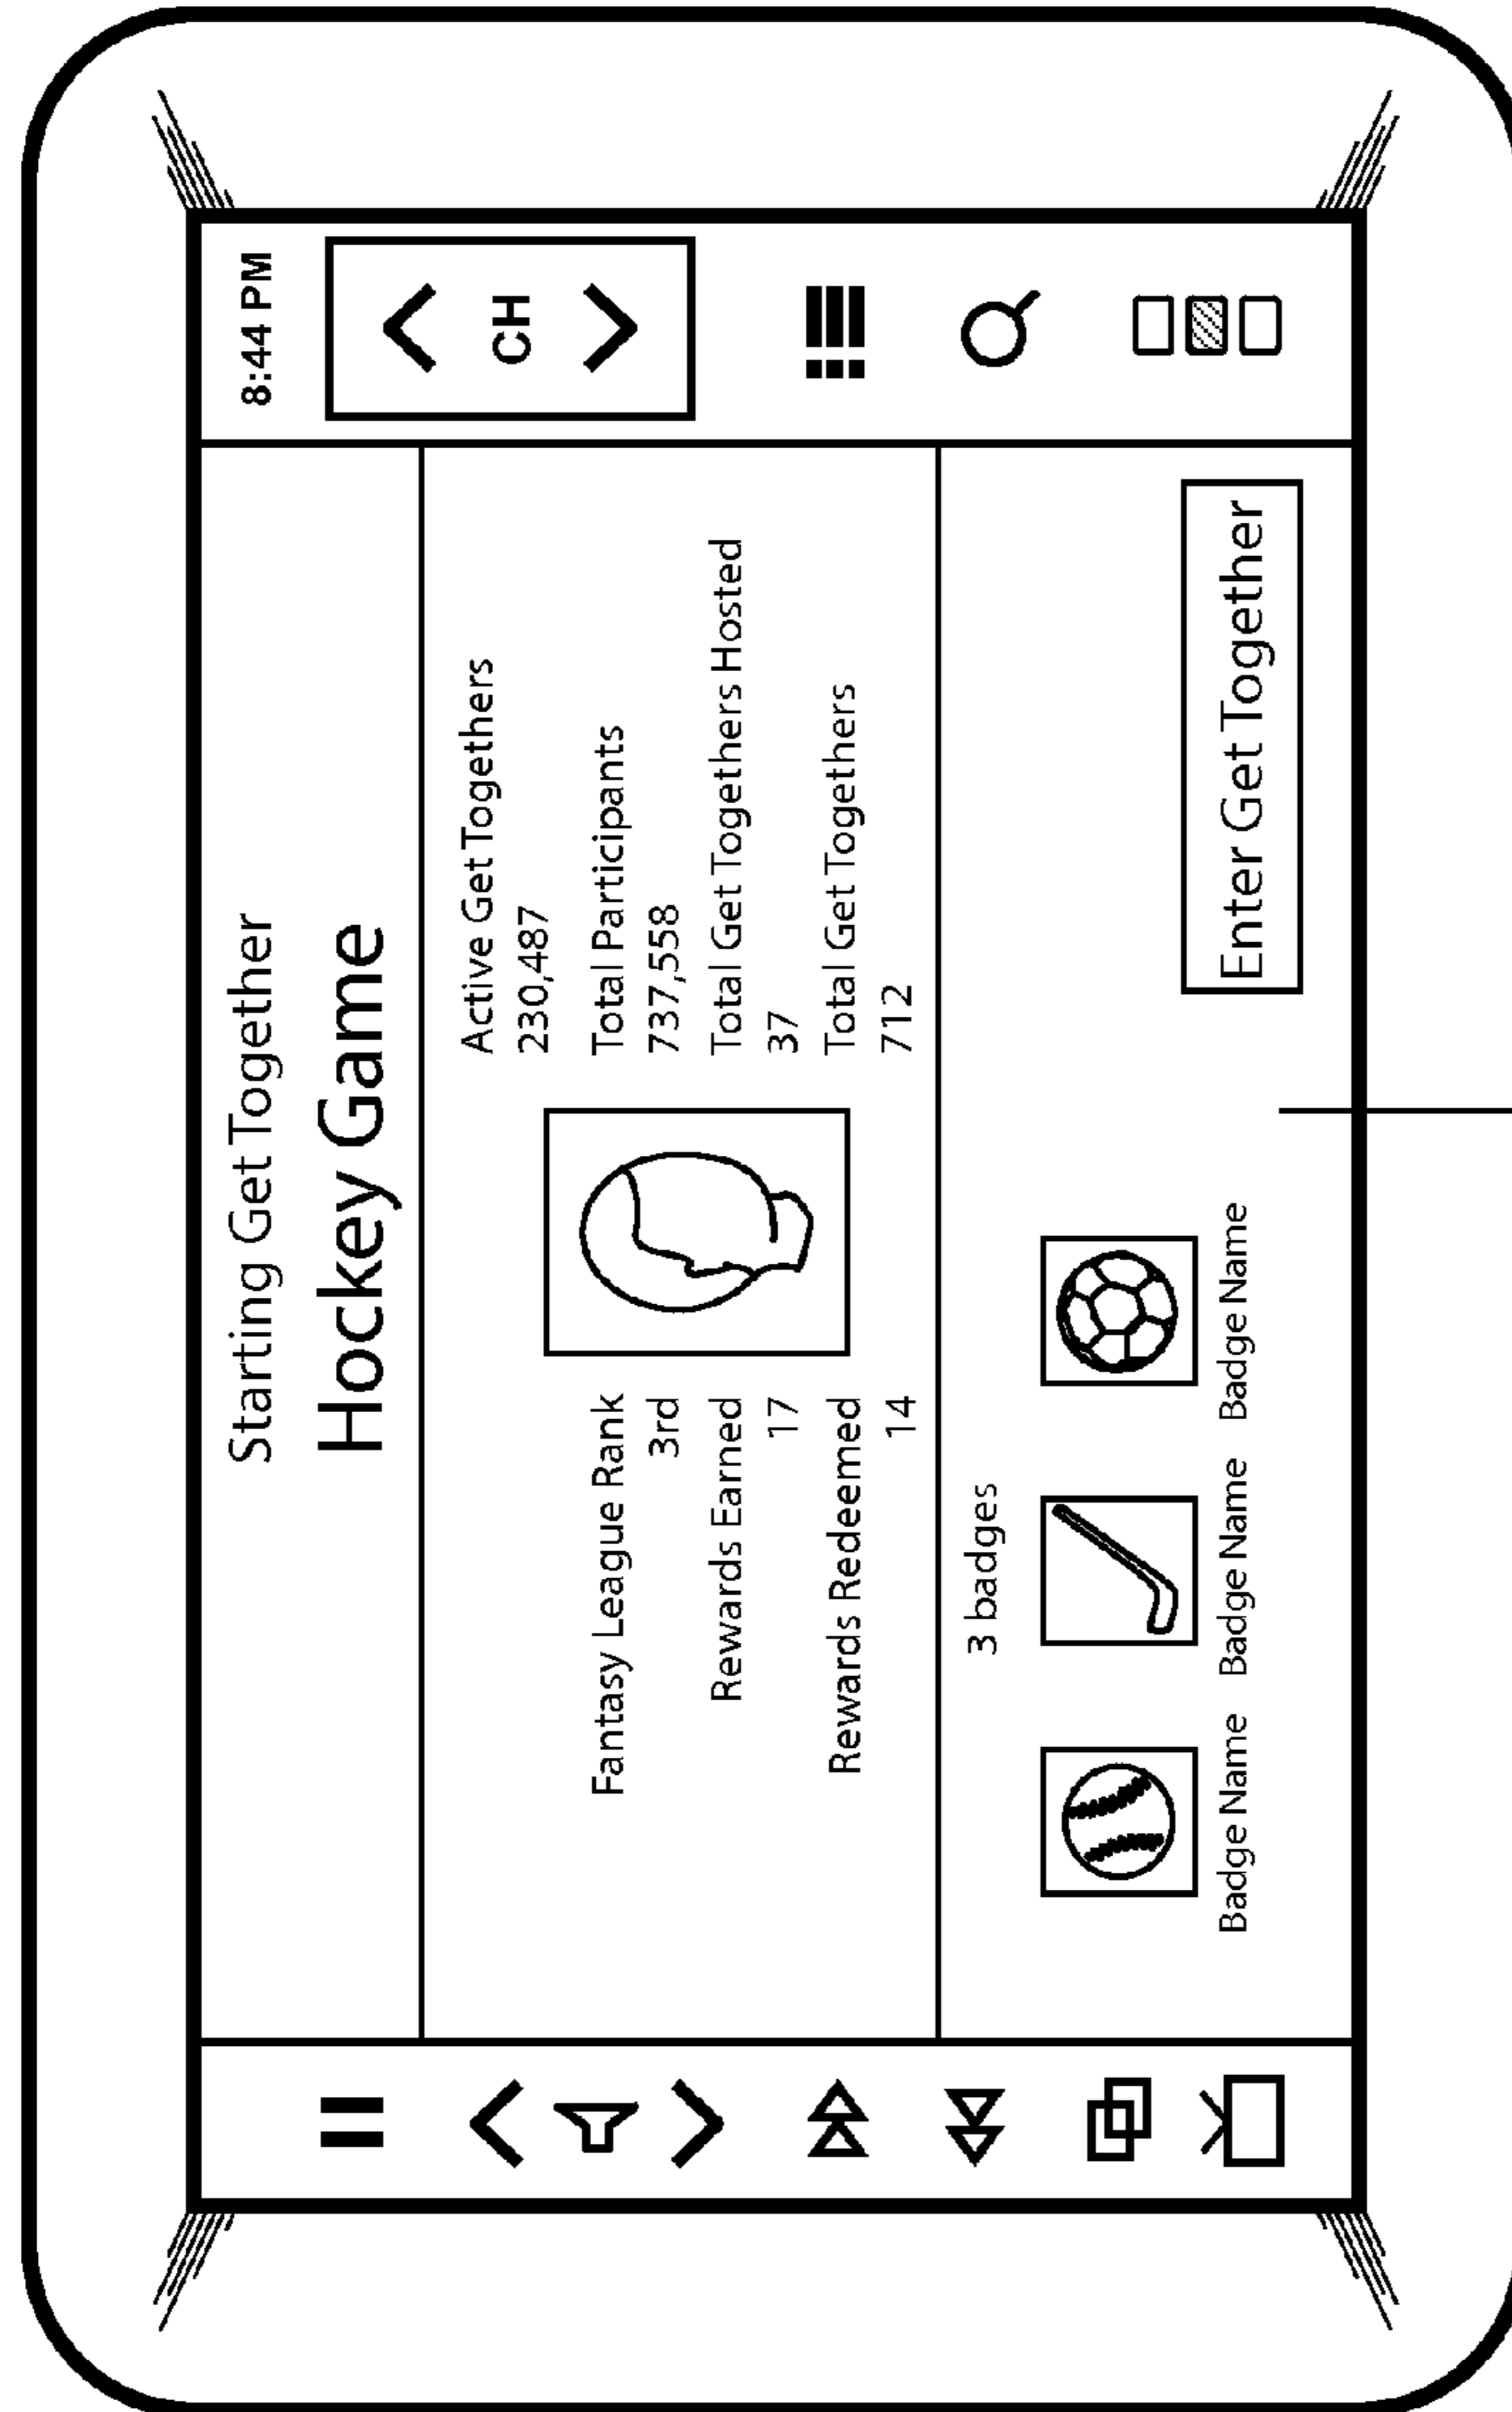 8:44 PM
CH
Starting Get Together
Hockey Game
Fantasy League Rank
3rd
Rewards Earned
17
Rewards Redeemed
14
Active Get Togethers
230,487
Total Participants
737,558
Total Get Togethers Hosted
37
Total Get Togethers
712
3 badges
Badge Name
Badge Name
Badge Name
Enter Get Together